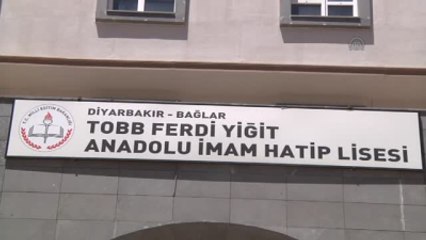 DİYARBAKIR - BAĞLAR
TOBB FERDİ YİĞİT
ANADOLU İMAM HATİP LİSESİ